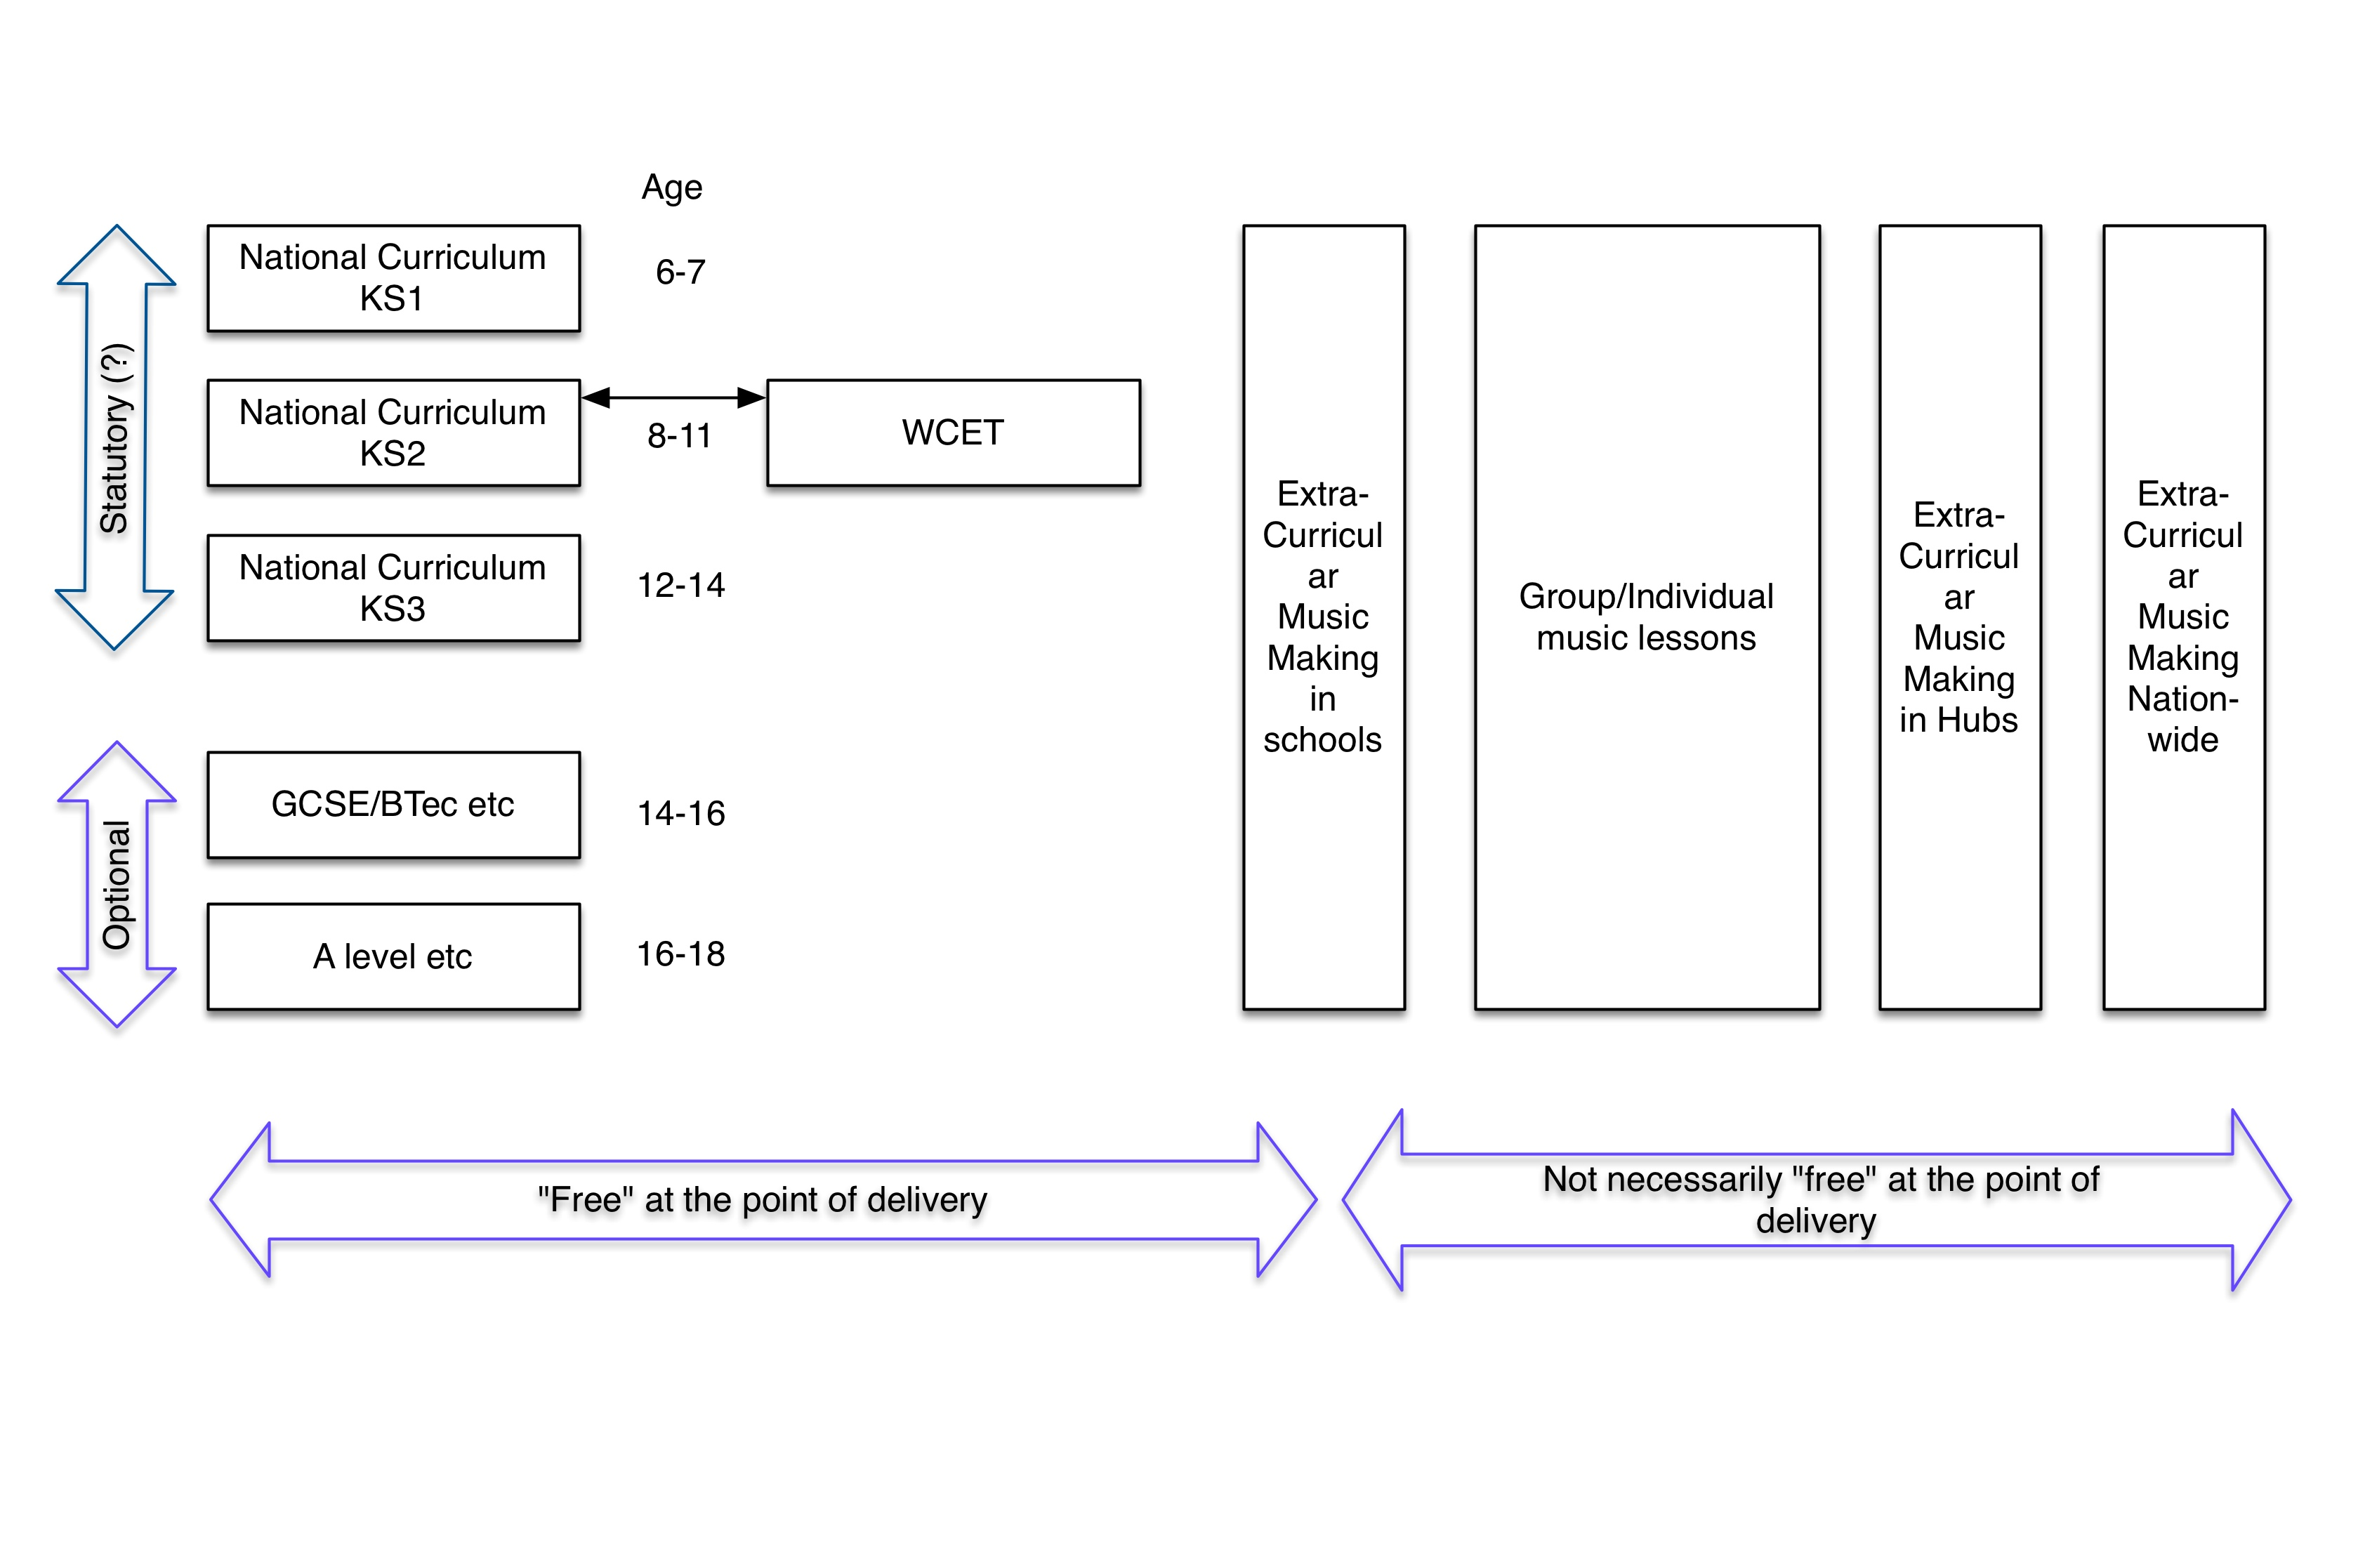 Age
Statutory (?)
National Curriculum
KS1
6-7
National Curriculum
KS2
8-11
WCET
National Curriculum
KS3
12-14
Optional
GCSE/BTec etc
14-16
A level etc
16-18
Extra-
Curricul
ar
Music
Making
in
schools
Group/Individual
music lessons
Extra-
Curricul
ar
Music
Making
in Hubs
Extra-
Curricul
ar
Music
Making
Nation-
wide
"Free" at the point of delivery
Not necessarily "free" at the point of
delivery